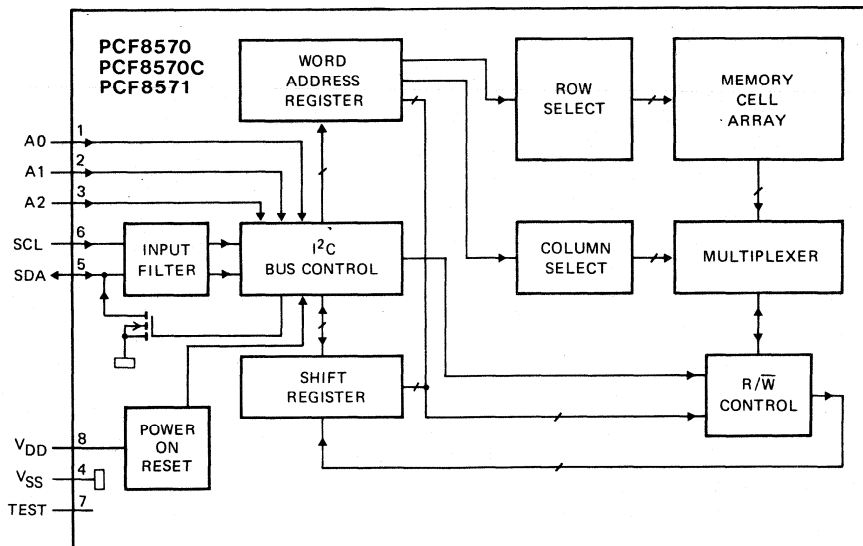 PCF8570
PCF8570C
PCF8571
WORD
ADDRESS
REGISTER
ROW
SELECT
MEMORY
CELL
ARRAY
A0
1
A1
2
A2
3
SCL
6
SDA
5
INPUT
FILTER
I²C
BUS CONTROL
COLUMN
SELECT
MULTIPLEXER
SHIFT
REGISTER
R/W̅
CONTROL
POWER
ON
RESET
VDD
8
VSS
4
TEST
7